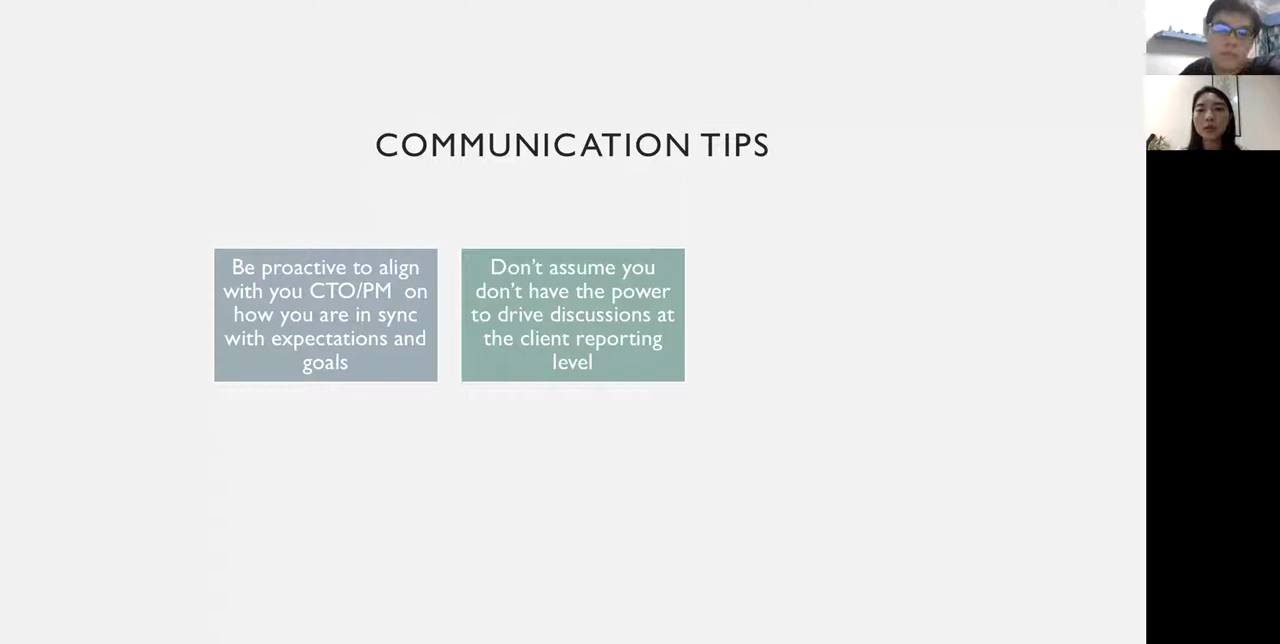 COMMUNICATION TIPS
Be proactive to align
with you CTO/PM on
how you are in sync
with expectations and
goals
Don't assume you
don't have the power
to drive discussions at
the client reporting
level